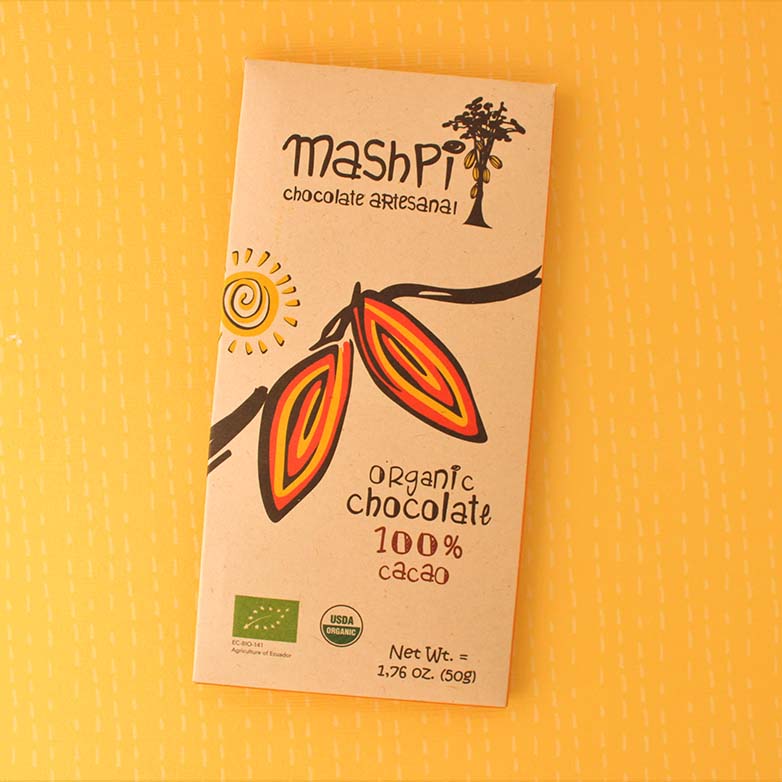 mashpi
chocolate artesanal
organic
chocolate
100%
cacao
EC-BIO-141
Agriculture of Ecuador
USDA
ORGANIC
Net Wt. =
1,76 oz. (50g)